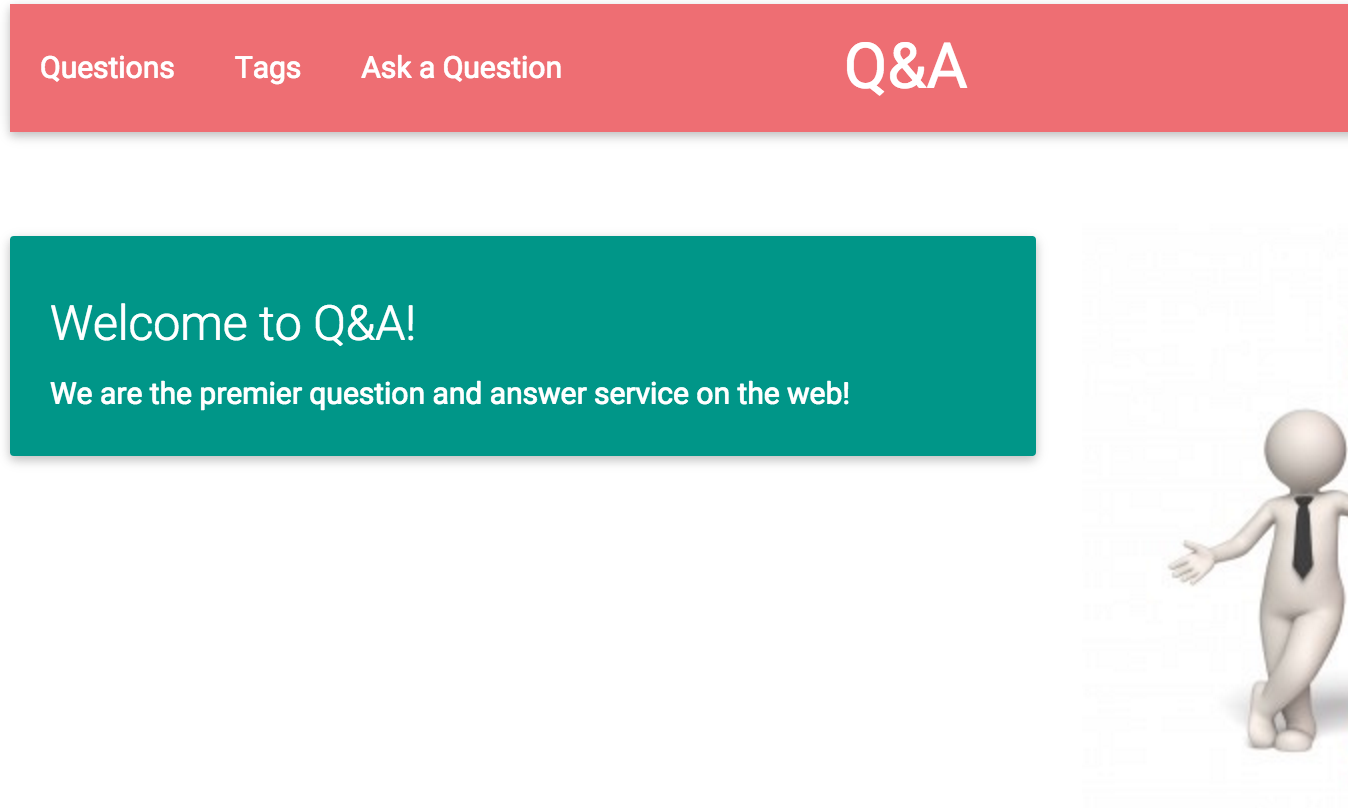 Questions Tags Ask a Question Q&A
Welcome to Q&A!
We are the premier question and answer service on the web!